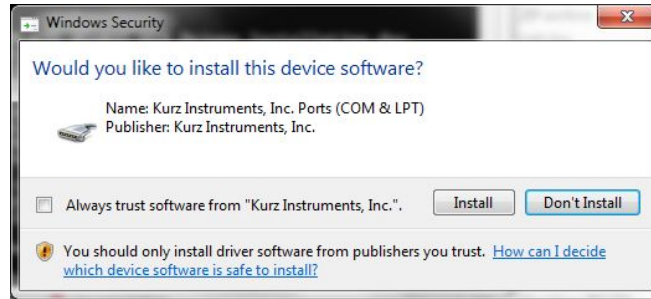 Windows Security
Would you like to install this device software?
Name: Kurz Instruments, Inc. Ports (COM & LPT)
Publisher: Kurz Instruments, Inc.
Always trust software from "Kurz Instruments, Inc.".
Install
Don't Install
You should only install driver software from publishers you trust. How can I decide
which device software is safe to install?